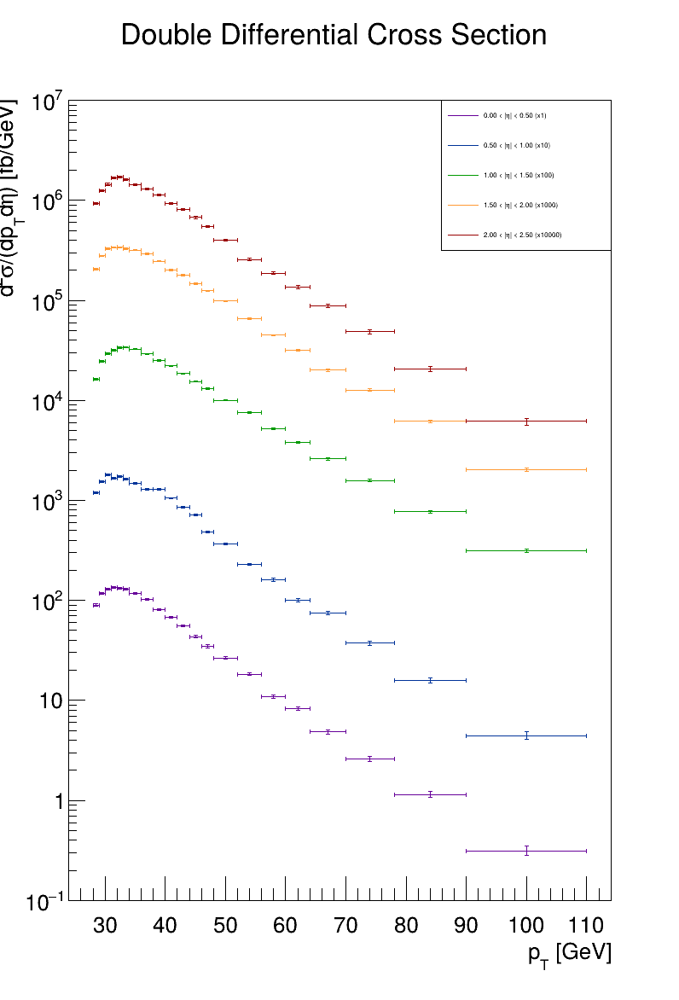 Double Differential Cross Section
d²σ/(dp_T dη) [fb/GeV]
10⁷
10⁶
10⁵
10⁴
10³
10²
10
1
10⁻¹
0.00 < |η| < 0.50 (x1)
0.50 < |η| < 1.00 (x10)
1.00 < |η| < 1.50 (x100)
1.50 < |η| < 2.00 (x1000)
2.00 < |η| < 2.50 (x10000)
30 40 50 60 70 80 90 100 110
p_T [GeV]